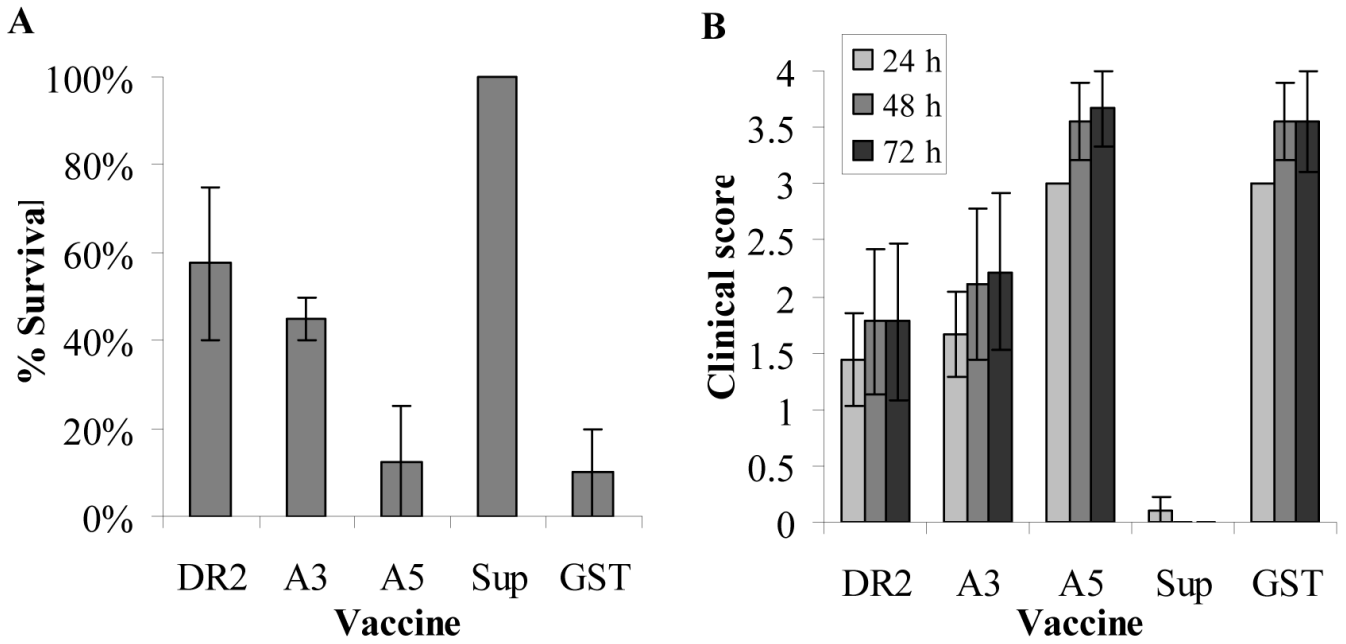 A
100%
80%
60%
40%
20%
0%
% Survival
DR2 A3 A5 Sup GST
Vaccine
B
24 h
48 h
72 h
4
3.5
3
2.5
2
1.5
1
0.5
0
Clinical score
DR2 A3 A5 Sup GST
Vaccine